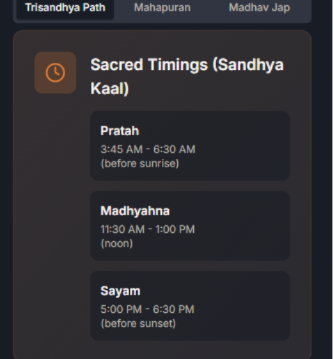 Trisandhya Path Mahapuran Madhav Jap
Sacred Timings (Sandhya
Kaal)
Pratah
3:45 AM - 6:30 AM
(before sunrise)
Madhyahna
11:30 AM - 1:00 PM
(noon)
Sayam
5:00 PM - 6:30 PM
(before sunset)